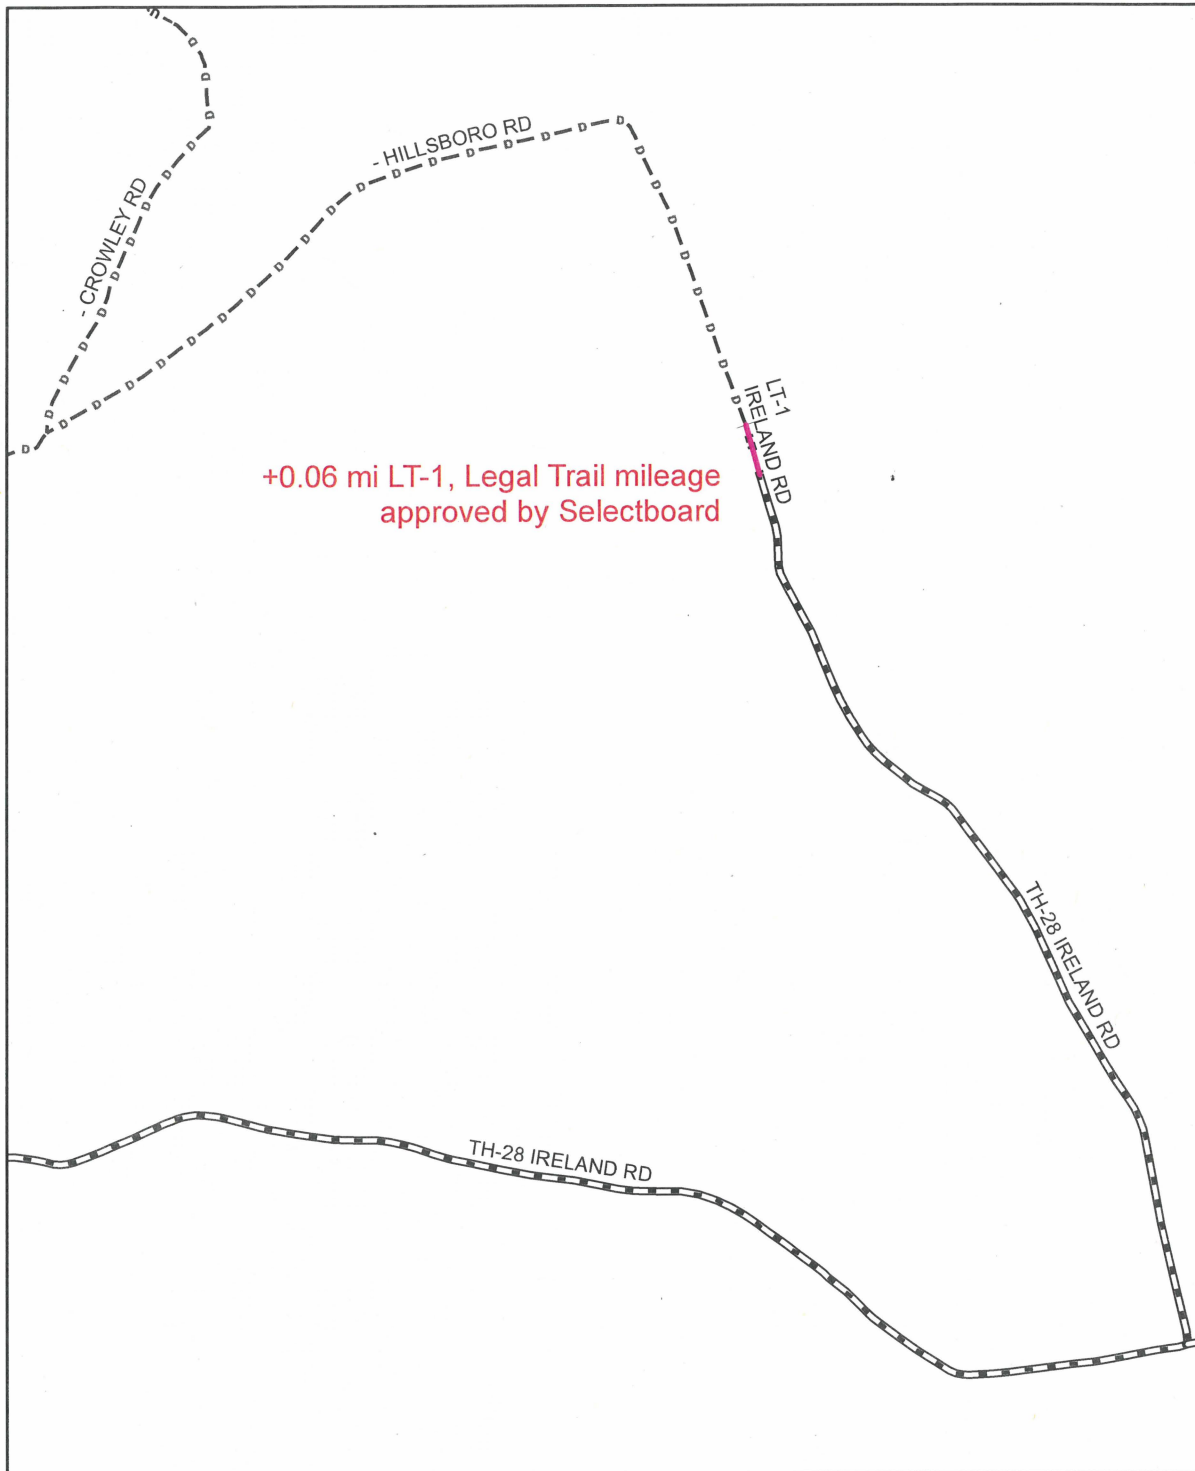 - HILLSBORO RD
- CROWLEY RD
LT-1
IRELAND RD
+0.06 mi LT-1, Legal Trail mileage
approved by Selectboard
TH-28 IRELAND RD
TH-28 IRELAND RD